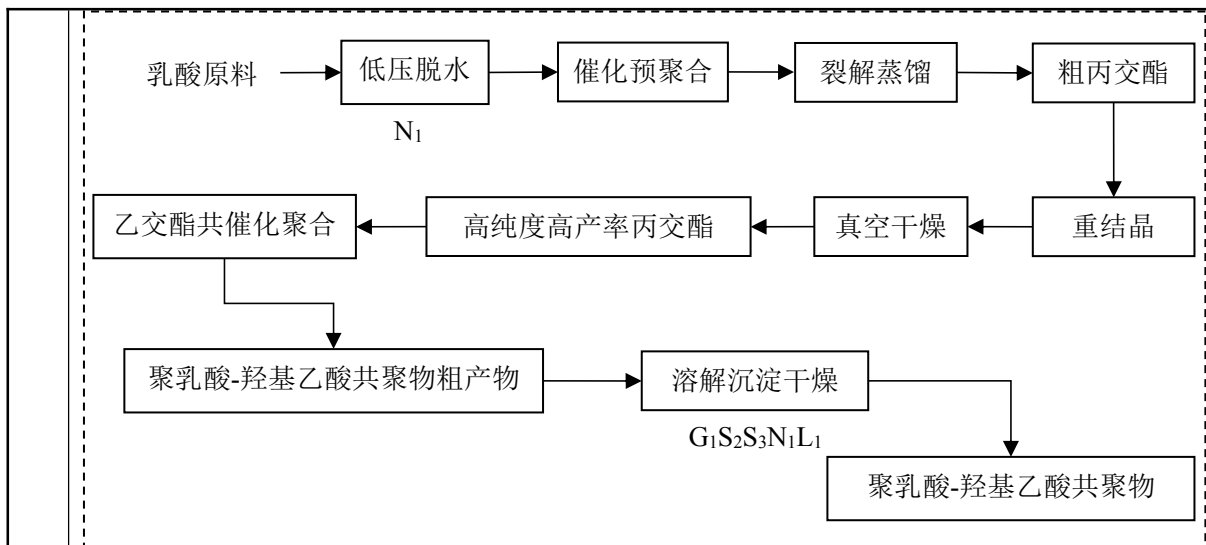 乳酸原料
低压脱水
催化预聚合
裂解蒸馏
粗丙交酯
N₁
乙交酯共催化聚合
高纯度高产率丙交酯
真空干燥
重结晶
聚乳酸-羟基乙酸共聚物粗产物
溶解沉淀干燥
G₁S₂S₃N₁L₁
聚乳酸-羟基乙酸共聚物